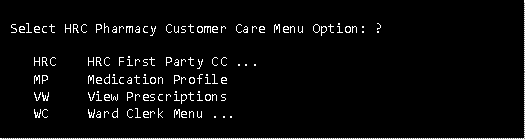 Select HRC Pharmacy Customer Care Menu Option: ?
HRC HRC First Party CC ...
MP Medication Profile
VW View Prescriptions
WC Ward Clerk Menu ...